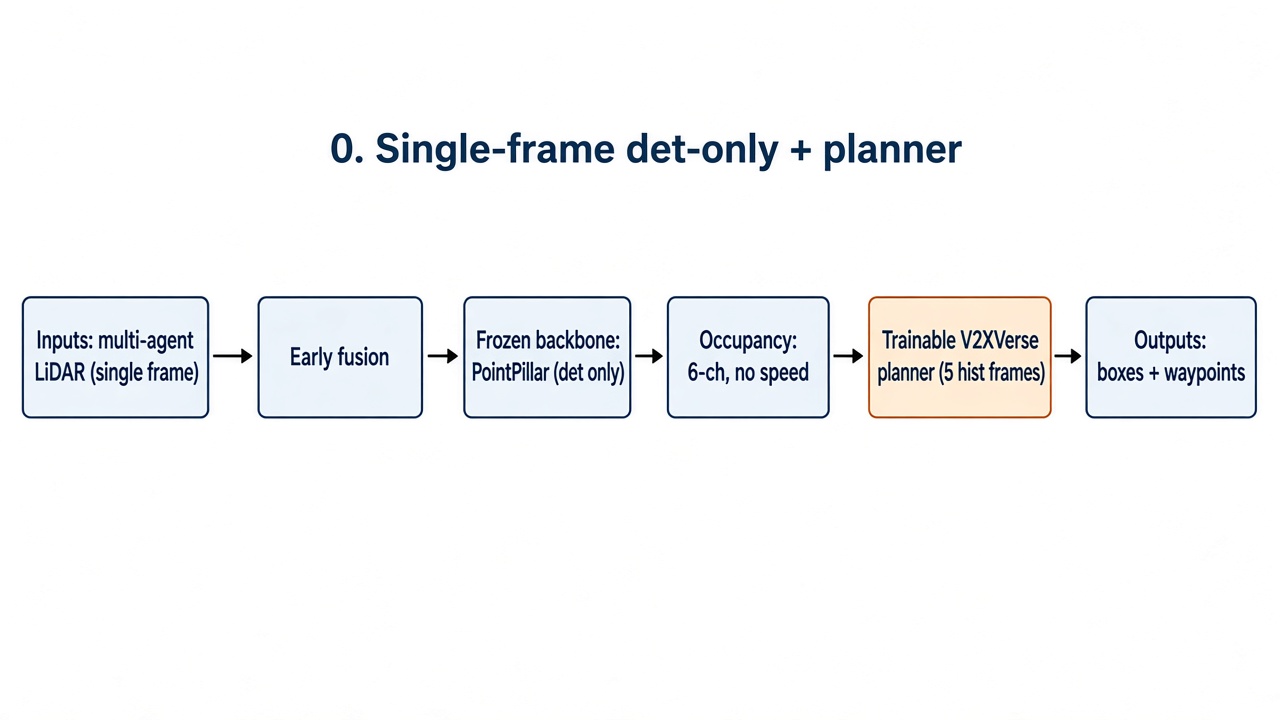 0. Single-frame det-only + planner
Inputs: multi-agent
LiDAR (single frame)
Early fusion
Frozen backbone:
PointPillar (det only)
Occupancy:
6-ch, no speed
Trainable V2XVerse
planner (5 hist frames)
Outputs:
boxes + waypoints